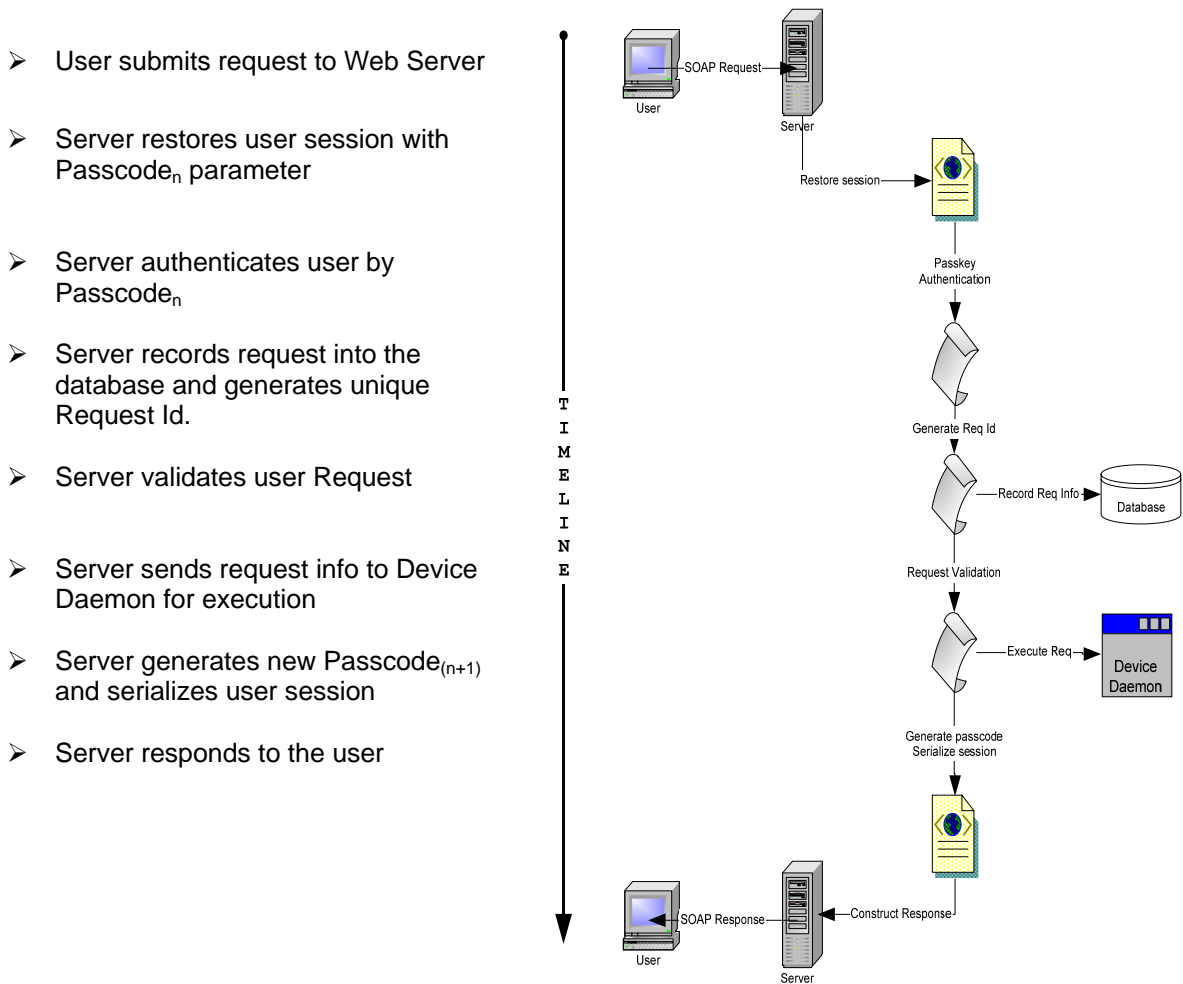 ➢ User submits request to Web Server
➢ Server restores user session with
Passcodeₙ parameter
➢ Server authenticates user by
Passcodeₙ
➢ Server records request into the
database and generates unique
Request Id.
➢ Server validates user Request
➢ Server sends request info to Device
Daemon for execution
➢ Server generates new Passcode₍ₙ₊₁₎
and serializes user session
➢ Server responds to the user
TIMELINE
SOAP Request
User
Server
Restore session
Passkey
Authentication
Generate Req Id
Record Req Info
Database
Request Validation
Execute Req
Device
Daemon
Generate passcode
Serialize session
Construct Response
SOAP Response
User
Server